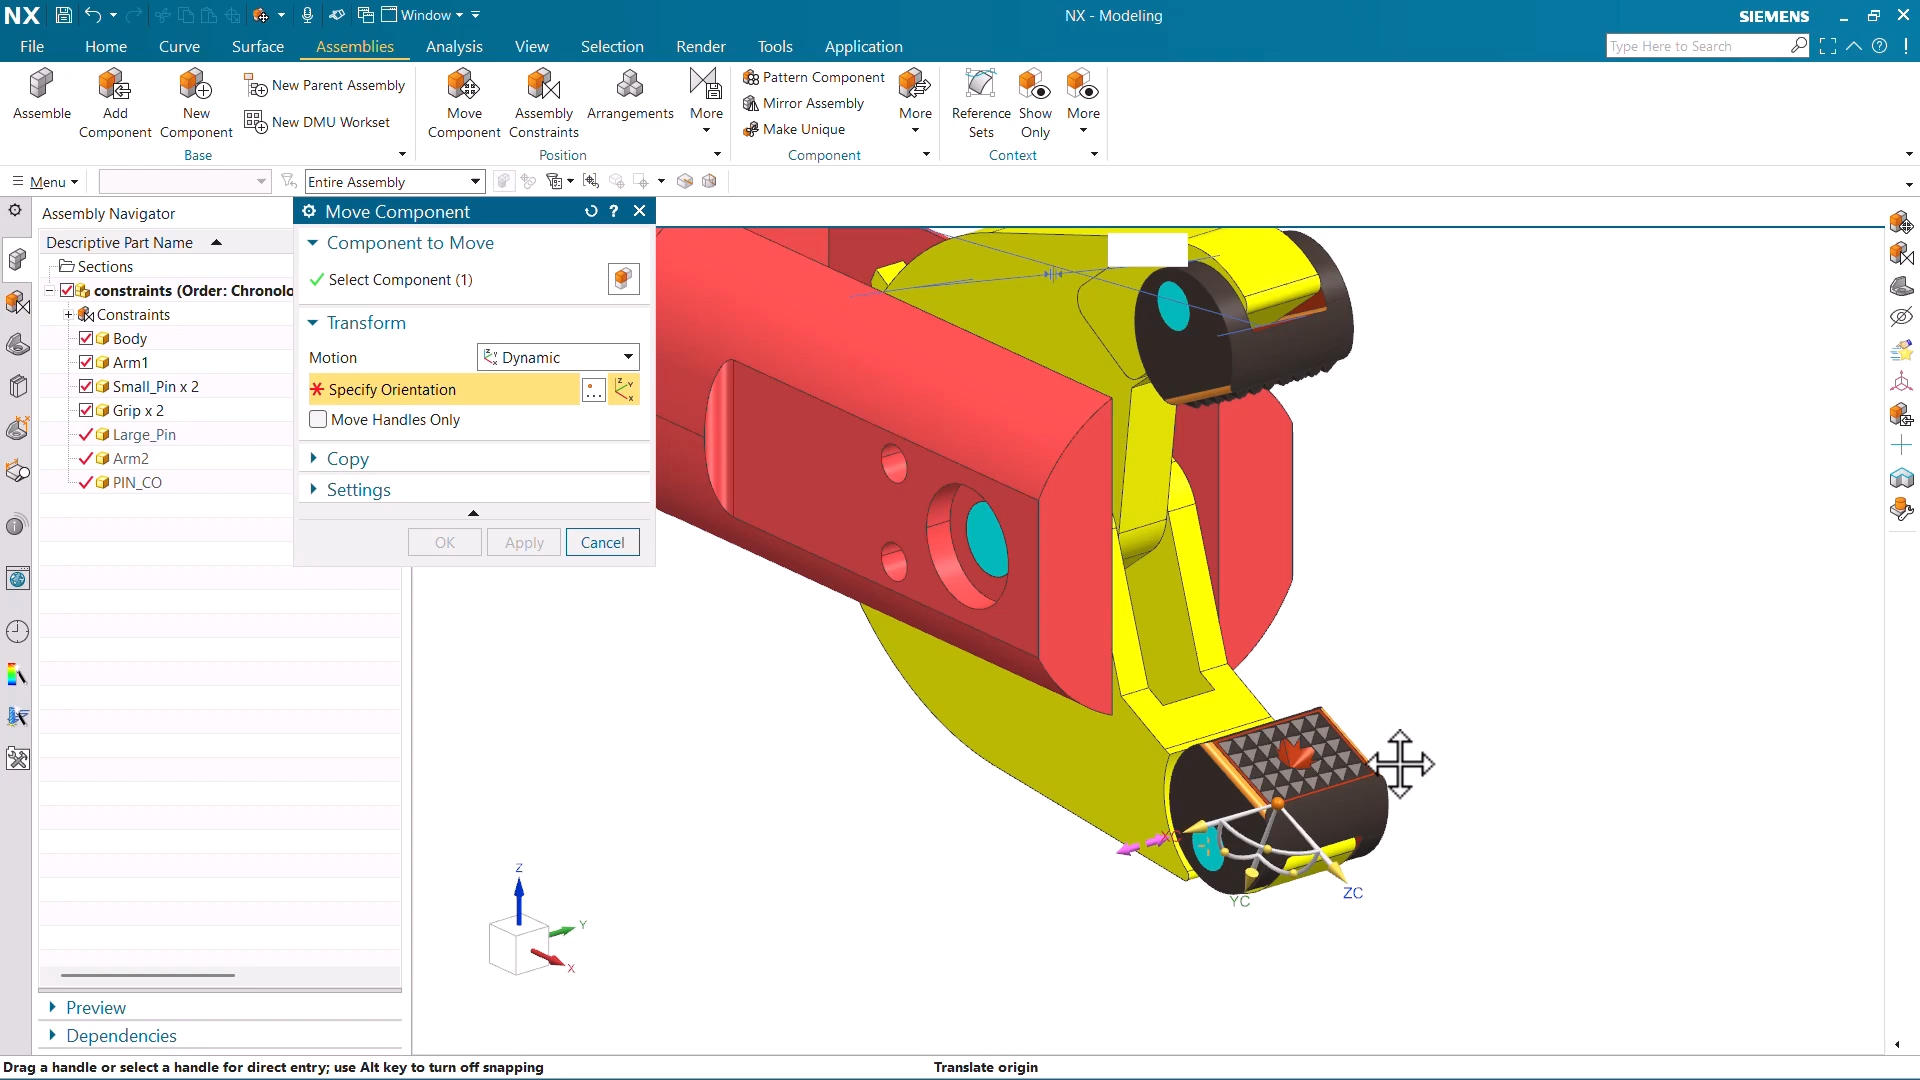 NX
Window
NX - Modeling
SIEMENS
File
Home
Curve
Surface
Assemblies
Analysis
View
Selection
Render
Tools
Application
Type Here to Search
Assemble
Add
Component
New
Component
New Parent Assembly
New DMU Workset
Base
Move
Component
Assembly
Constraints
Arrangements
More
Position
Pattern Component
Mirror Assembly
Make Unique
More
Component
Reference
Sets
Show
Only
More
Context
Menu
Entire Assembly
Assembly Navigator
Descriptive Part Name
Sections
constraints (Order: Chronolo
Constraints
Body
Arm1
Small_Pin x 2
Grip x 2
Large_Pin
Arm2
PIN_CO
Preview
Dependencies
Move Component
Component to Move
Select Component (1)
Transform
Motion
Dynamic
Specify Orientation
Move Handles Only
Copy
Settings
OK
Apply
Cancel
XC
YC
ZC
Z
Y
X
Drag a handle or select a handle for direct entry; use Alt key to turn off snapping
Translate origin